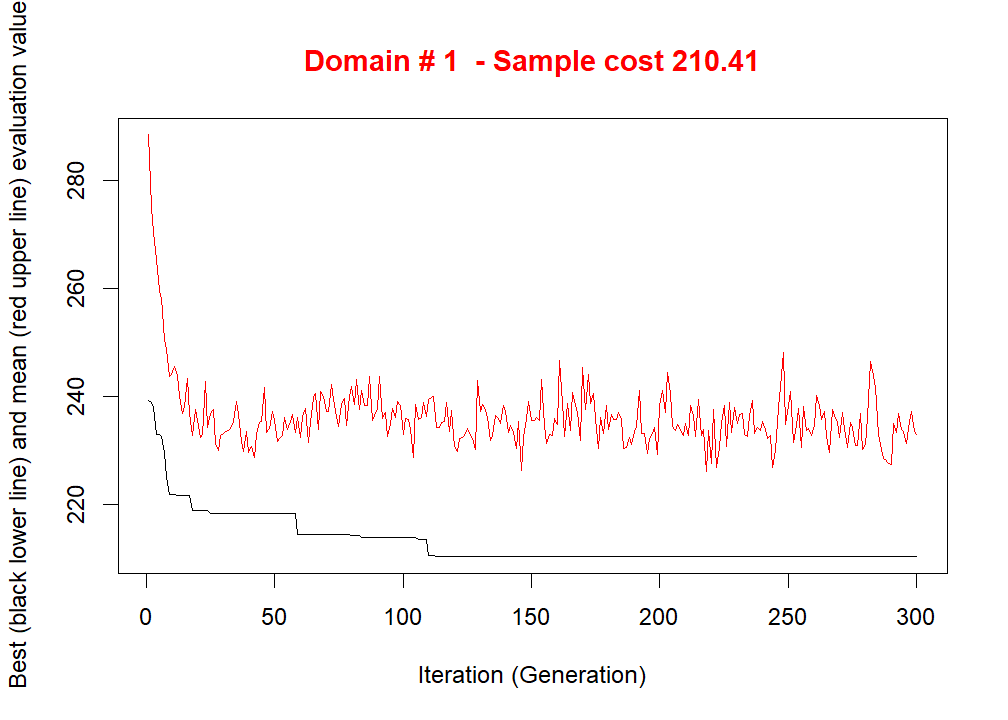 Domain # 1  - Sample cost 210.41
Best (black lower line) and mean (red upper line) evaluation value
280
260
240
220
0 50 100 150 200 250 300
Iteration (Generation)